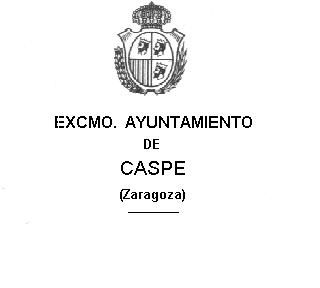 EXCMO. AYUNTAMIENTO
DE
CASPE
(Zaragoza)